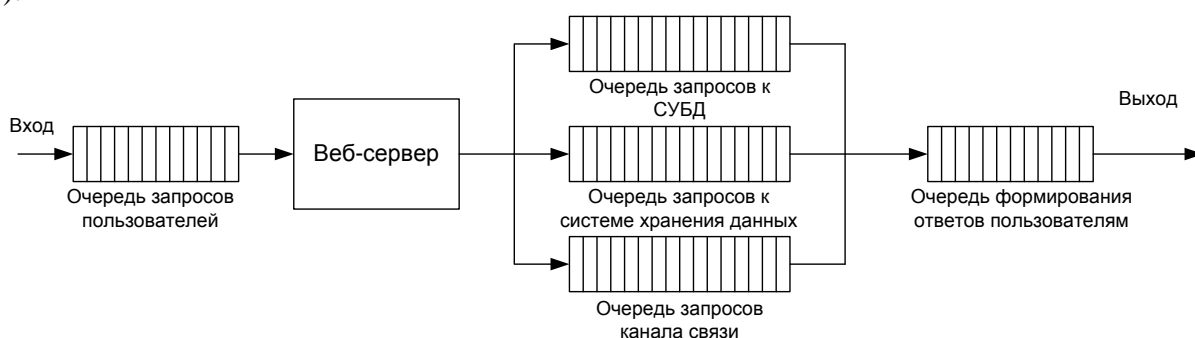 ).
Вход
Очередь запросов
пользователей
Веб-сервер
Очередь запросов к
СУБД
Очередь запросов к
системе хранения данных
Очередь запросов
канала связи
Очередь формирования
ответов пользователям
Выход